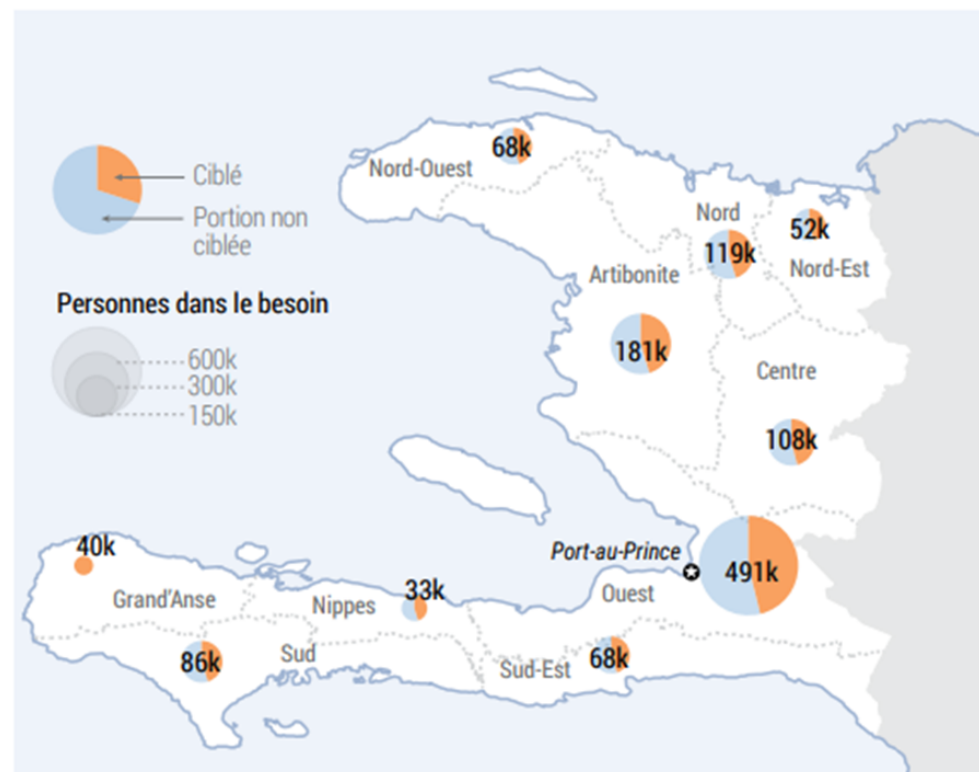 68k
Nord-Ouest
Ciblé
Portion non
ciblée
Nord
52k
119k
Nord-Est
Artibonite
Personnes dans le besoin
600k
300k
150k
181k
Centre
108k
40k
Port-au-Prince
491k
Grand'Anse
33k
Nippes
Ouest
86k
Sud
68k
Sud-Est